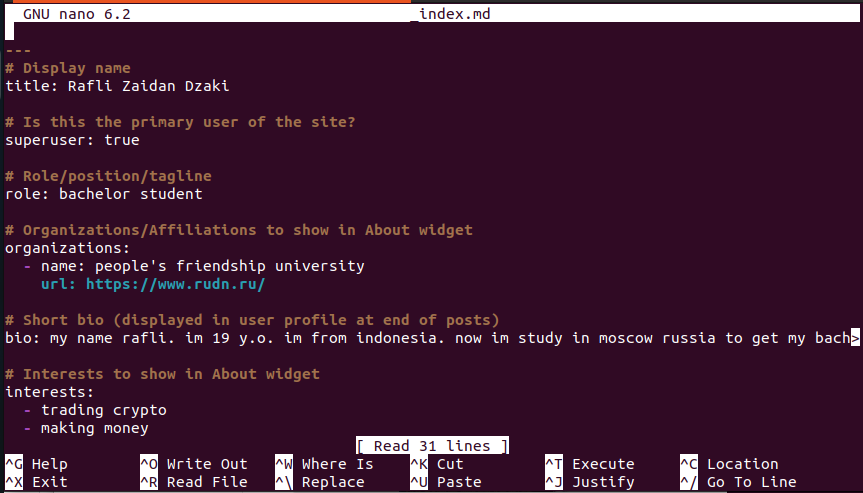 GNU nano 6.2 _index.md
---
# Display name
title: Rafli Zaidan Dzaki
# Is this the primary user of the site?
superuser: true
# Role/position/tagline
role: bachelor student
# Organizations/Affiliations to show in About widget
organizations:
- name: people's friendship university
url: https://www.rudn.ru/
# Short bio (displayed in user profile at end of posts)
bio: my name rafli. im 19 y.o. im from indonesia. now im study in moscow russia to get my bach>
# Interests to show in About widget
interests:
- trading crypto
- making money
[ Read 31 lines ]
^G Help ^O Write Out ^W Where Is ^K Cut ^T Execute ^C Location
^X Exit ^R Read File ^\ Replace ^U Paste ^J Justify ^/ Go To Line